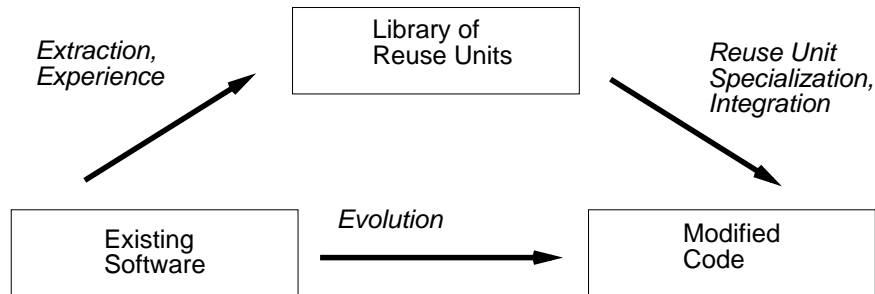 Library of
Reuse Units
Extraction,
Experience
Reuse Unit
Specialization,
Integration
Evolution
Existing
Software
Modified
Code